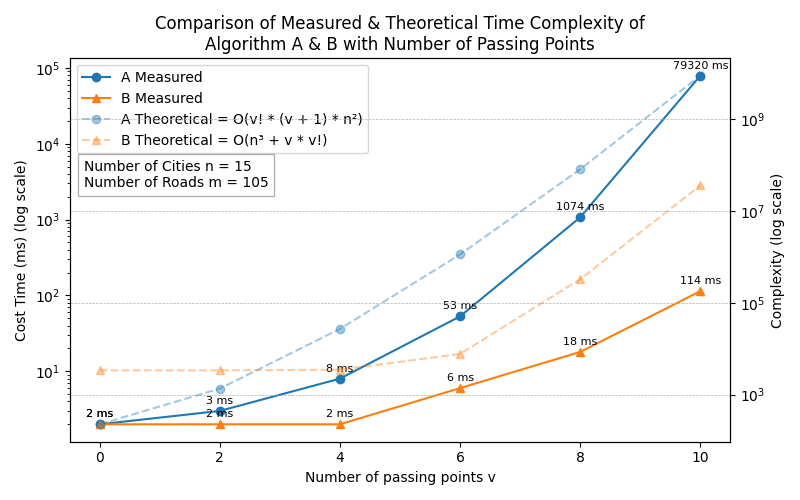 Comparison of Measured & Theoretical Time Complexity of
Algorithm A & B with Number of Passing Points
A Measured
B Measured
A Theoretical = O(v! * (v + 1) * n²)
B Theoretical = O(n³ + v * v!)
Number of Cities n = 15
Number of Roads m = 105
Cost Time (ms) (log scale)
10⁵
10⁴
10³
10²
10¹
2 ms
2 ms
3 ms
2 ms
8 ms
2 ms
53 ms
6 ms
1074 ms
18 ms
79320 ms
114 ms
10⁹
10⁷
10⁵
10³
Complexity (log scale)
0 2 4 6 8 10
Number of passing points v